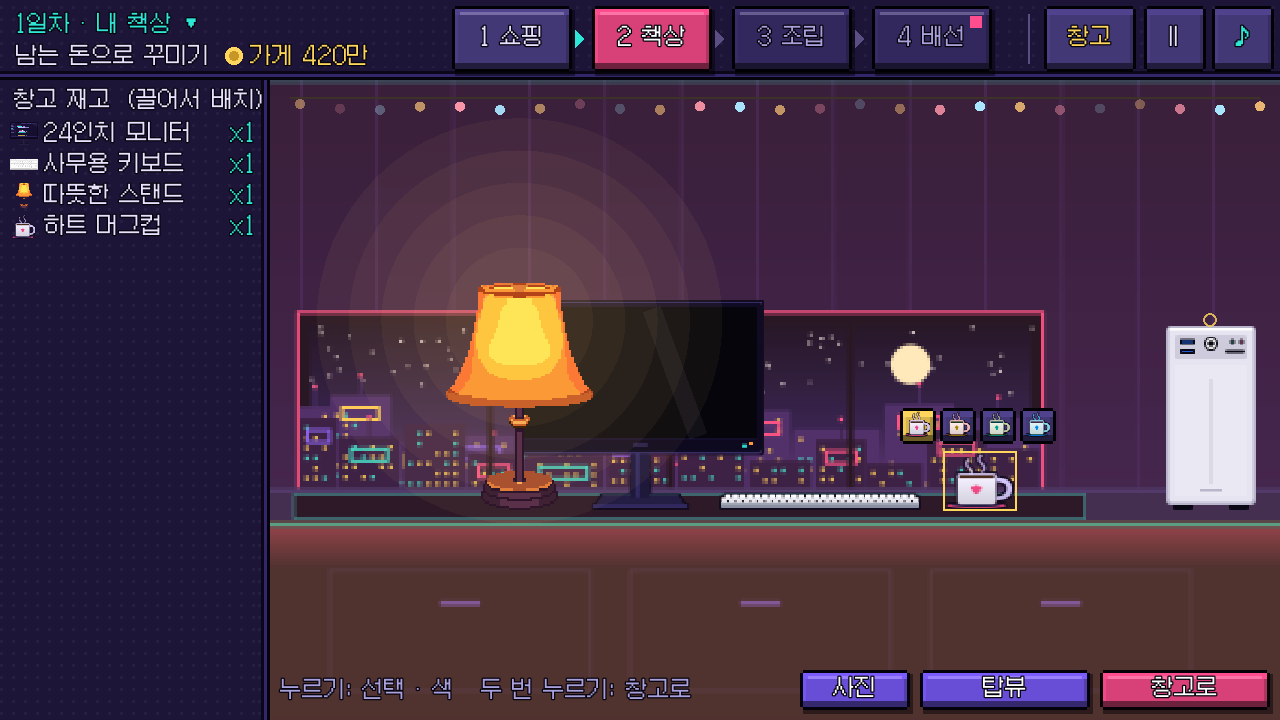 1일차 · 내 책상 ▼
남는 돈으로 꾸미기 가게 420만
1 쇼핑
2 책상
3 조립
4 배선
창고
Ⅱ
♪
창고 재고 (끌어서 배치)
24인치 모니터 x1
사무용 키보드 x1
따뜻한 스탠드 x1
하트 머그컵 x1
누르기: 선택 · 색 두 번 누르기: 창고로
사진
탑뷰
창고로